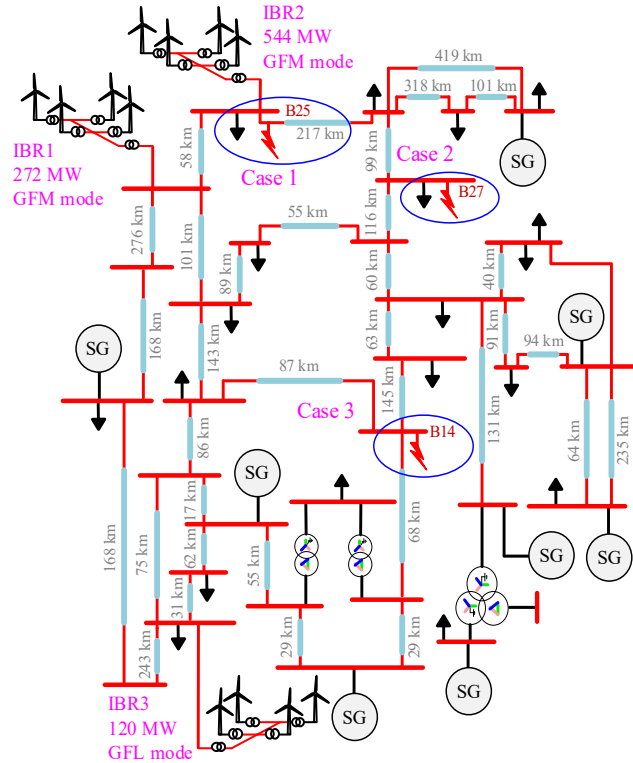 IBR2
544 MW
GFM mode
419 km
318 km
101 km
B25
217 km
Case 1
IBR1
272 MW
GFM mode
58 km
99 km
Case 2
SG
B27
276 km
101 km
55 km
116 km
89 km
60 km
40 km
SG
168 km
143 km
63 km
91 km
94 km
SG
87 km
145 km
131 km
Case 3
B14
64 km
235 km
86 km
SG
17 km
168 km
75 km
62 km
55 km
68 km
SG
SG
31 km
243 km
29 km
29 km
IBR3
120 MW
GFL mode
SG
SG